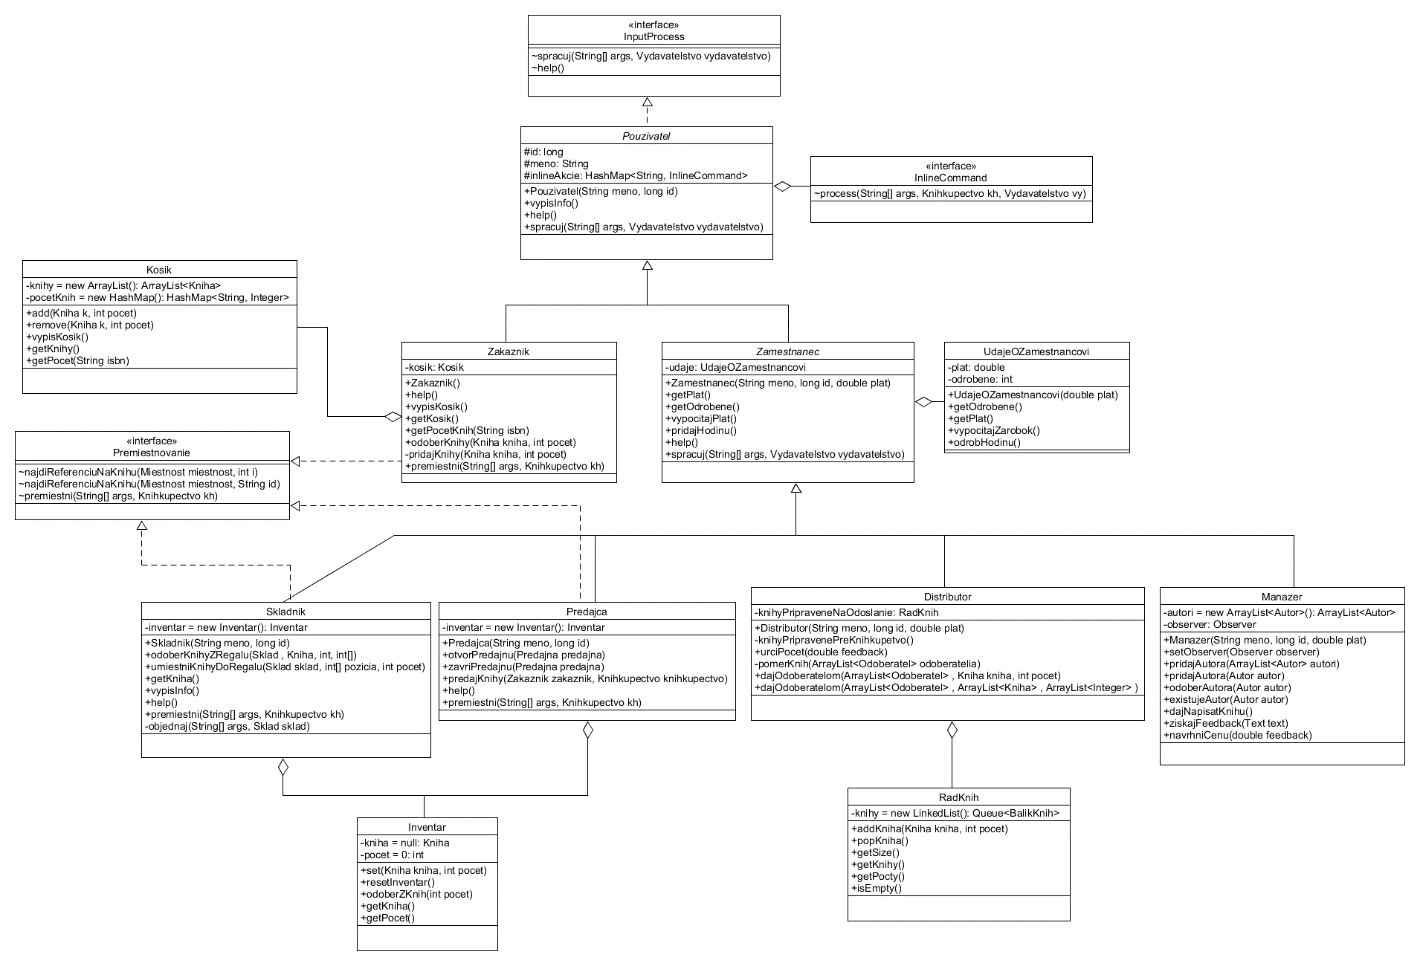 «interface»
InputProcess
~spracuj(String[] args, Vydavatelstvo vydavatelstvo)
~help()
Pouzivatel
#id: long
#meno: String
#inlineAkcie: HashMap<String, InlineCommand>
+Pouzivatel(String meno, long id)
+vypisInfo()
+help()
+spracuj(String[] args, Vydavatelstvo vydavatelstvo)
«interface»
InlineCommand
~process(String[] args, Knihkupectvo kh, Vydavatelstvo vy)
Kosik
-knihy = new ArrayList(): ArrayList<Kniha>
-pocetKnih = new HashMap(): HashMap<String, Integer>
+add(Kniha k, int pocet)
+remove(Kniha k, int pocet)
+vypisKosik()
+getKnihy()
+getPocet(String isbn)
Zakaznik
-kosik: Kosik
+Zakaznik()
+help()
+vypisKosik()
+getKosik()
+getPocetKnih(String isbn)
+odoberKnihy(Kniha kniha, int pocet)
-pridajKnihy(Kniha kniha, int pocet)
+premiestni(String[] args, Knihkupectvo kh)
Zamestnanec
-udaje: UdajeOZamestnancovi
+Zamestnanec(String meno, long id, double plat)
+getPlat()
+getOdrobene()
+vypocitajPlat()
+pridajHodinu()
+help()
+spracuj(String[] args, Vydavatelstvo vydavatelstvo)
UdajeOZamestnancovi
-plat: double
-odrobene: int
+UdajeOZamestnancovi(double plat)
+getOdrobene()
+getPlat()
+vypocitajZarobok()
+odrobHodinu()
«interface»
Premiestnovanie
~najdiReferenciuNaKnihu(Miestnost miestnost, int i)
~najdiReferenciuNaKnihu(Miestnost miestnost, String id)
~premiestni(String[] args, Knihkupectvo kh)
Skladnik
-inventar = new Inventar(): Inventar
+Skladnik(String meno, long id)
+odoberKnihyZRegalu(Sklad , Kniha, int, int[])
+umiestniKnihyDoRegalu(Sklad sklad, int[] pozicia, int pocet)
+getKniha()
+vypisInfo()
+help()
+premiestni(String[] args, Knihkupectvo kh)
-objednaj(String[] args, Sklad sklad)
Predajca
-inventar = new Inventar(): Inventar
+Predajca(String meno, long id)
+otvorPredajnu(Predajna predajna)
+zavriPredajnu(Predajna predajna)
+predajKnihy(Zakaznik zakaznik, Knihkupectvo knihkupectvo)
+help()
+premiestni(String[] args, Knihkupectvo kh)
Distributor
-knihyPripraveneNaOdoslanie: RadKnih
+Distributor(String meno, long id, double plat)
-knihyPripravenePreKnihkupetvo()
+urciPocet(double feedback)
-pomerKnih(ArrayList<Odoberatel> odoberatelia)
+dajOdoberatelom(ArrayList<Odoberatel> , Kniha kniha, int pocet)
+dajOdoberatelom(ArrayList<Odoberatel> , ArrayList<Kniha> , ArrayList<Integer> )
Manazer
-autori = new ArrayList<Autor>(): ArrayList<Autor>
-observer: Observer
+Manazer(String meno, long id, double plat)
+setObserver(Observer observer)
+pridajAutora(ArrayList<Autor> autori)
+pridajAutora(Autor autor)
+odoberAutora(Autor autor)
+existujeAutor(Autor autor)
+dajNapisatKnihu()
+ziskajFeedback(Text text)
+navrhniCenu(double feedback)
Inventar
-kniha = null: Kniha
-pocet = 0: int
+set(Kniha kniha, int pocet)
+resetInventar()
+odoberZKnih(int pocet)
+getKniha()
+getPocet()
RadKnih
-knihy = new LinkedList(): Queue<BalikKnih>
+addKniha(Kniha kniha, int pocet)
+popKniha()
+getSize()
+getKnihy()
+getPocty()
+isEmpty()